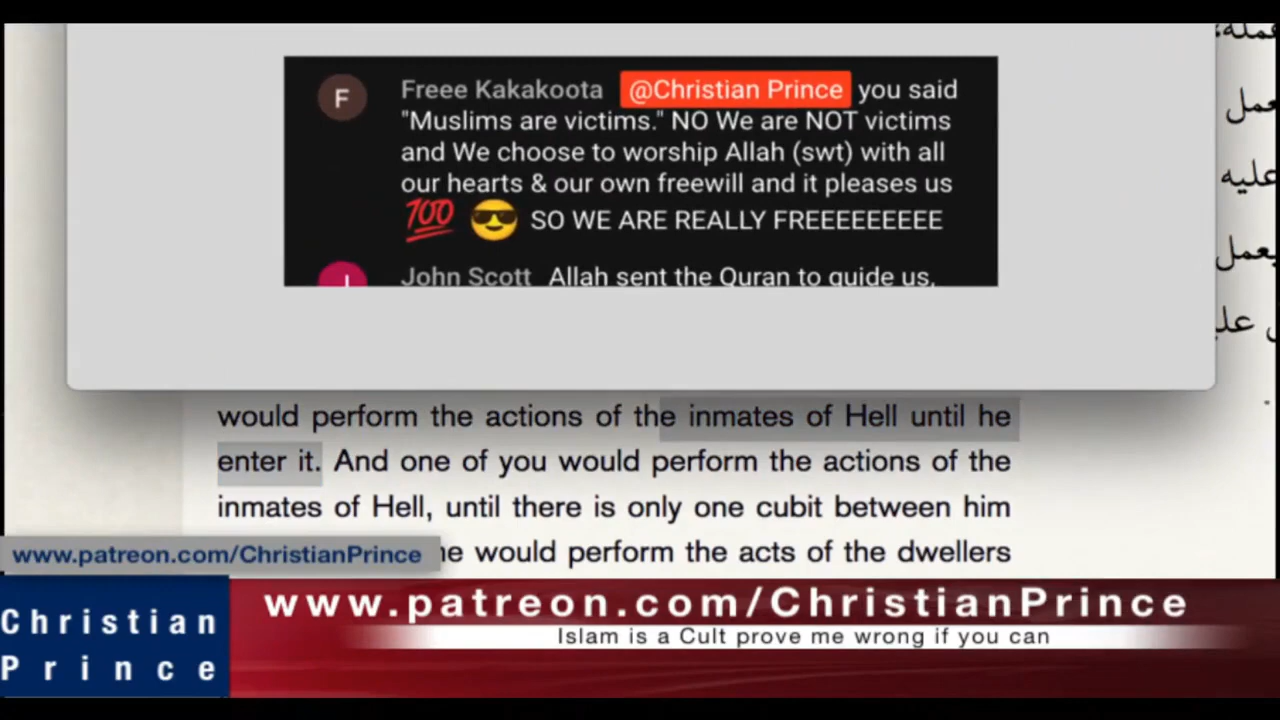 F
Freee Kakakoota @Christian Prince you said
"Muslims are victims." NO We are NOT victims
and We choose to worship Allah (swt) with all
our hearts & our own freewill and it pleases us
💯 😎 SO WE ARE REALLY FREEEEEEEEE
John Scott Allah sent the Quran to guide us,
عمل
عليه
would perform the actions of the inmates of Hell until he
enter it. And one of you would perform the actions of the
inmates of Hell, until there is only one cubit between him
www.patreon.com/ChristianPrince
would perform the acts of the dwellers
www.patreon.com/ChristianPrince
Islam is a Cult prove me wrong if you can
Christian
Prince